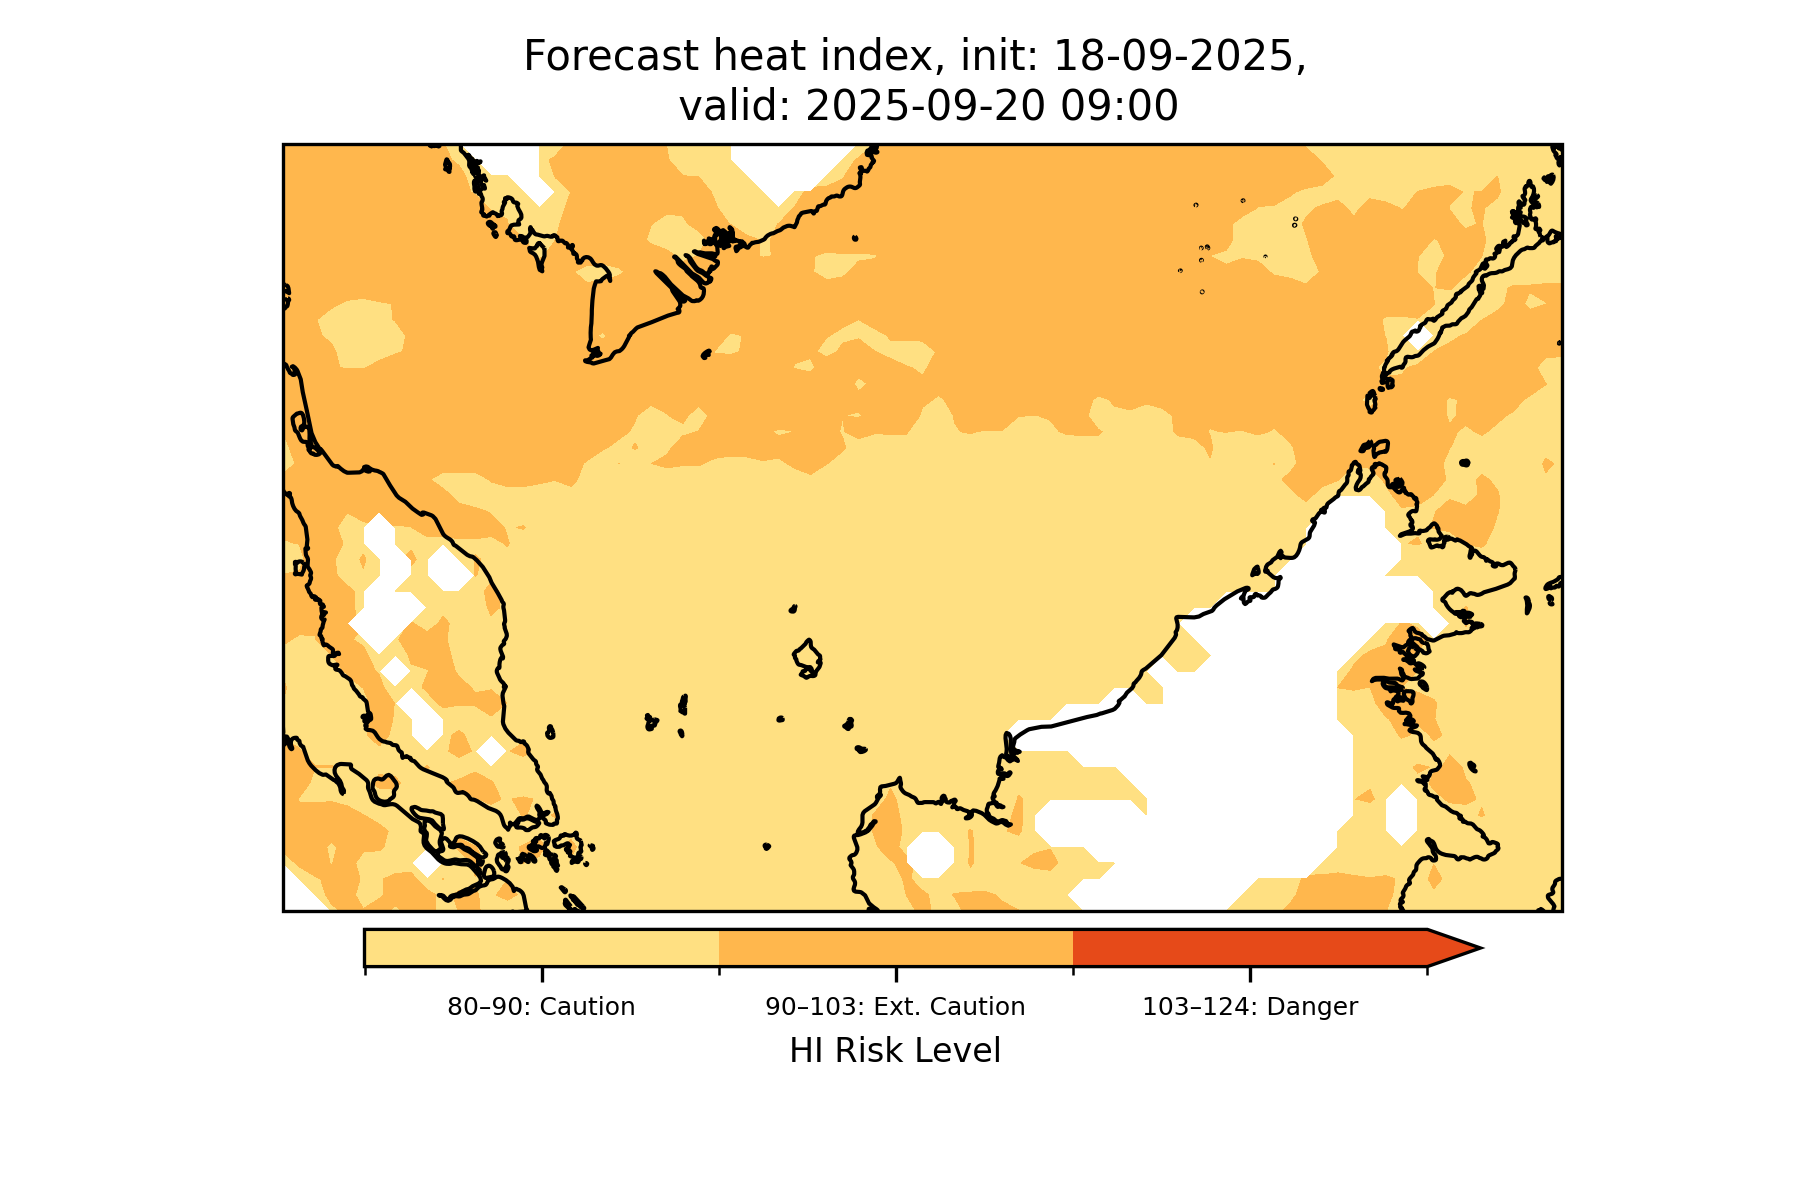 Forecast heat index, init: 18-09-2025,
valid: 2025-09-20 09:00
80–90: Caution
90–103: Ext. Caution
103–124: Danger
HI Risk Level